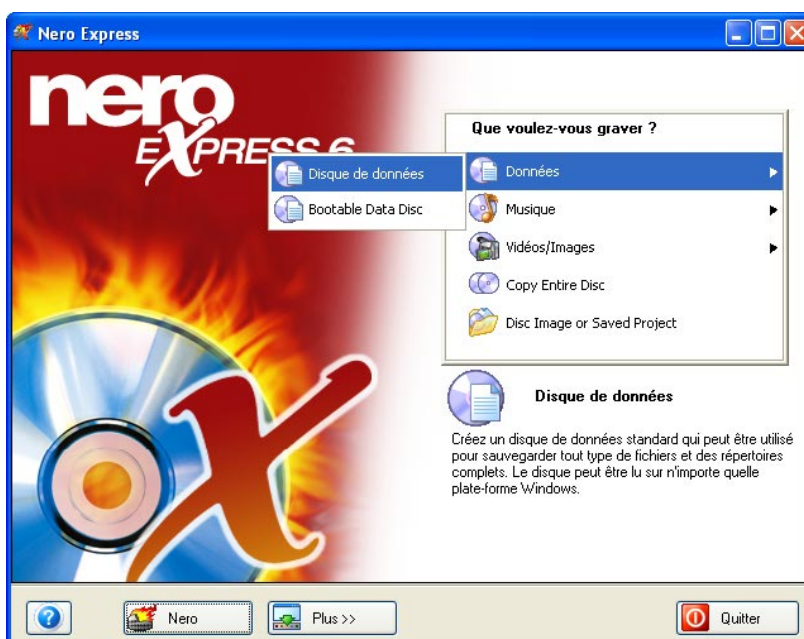 Nero Express
nero
EXPRESS 6
Que voulez-vous graver ?
Disque de données
Bootable Data Disc
Données
Musique
Vidéos/Images
Copy Entire Disc
Disc Image or Saved Project
Disque de données
Créez un disque de données standard qui peut être utilisé
pour sauvegarder tout type de fichiers et des répertoires
complets. Le disque peut être lu sur n'importe quelle
plate-forme Windows.
Nero
Plus >>
Quitter